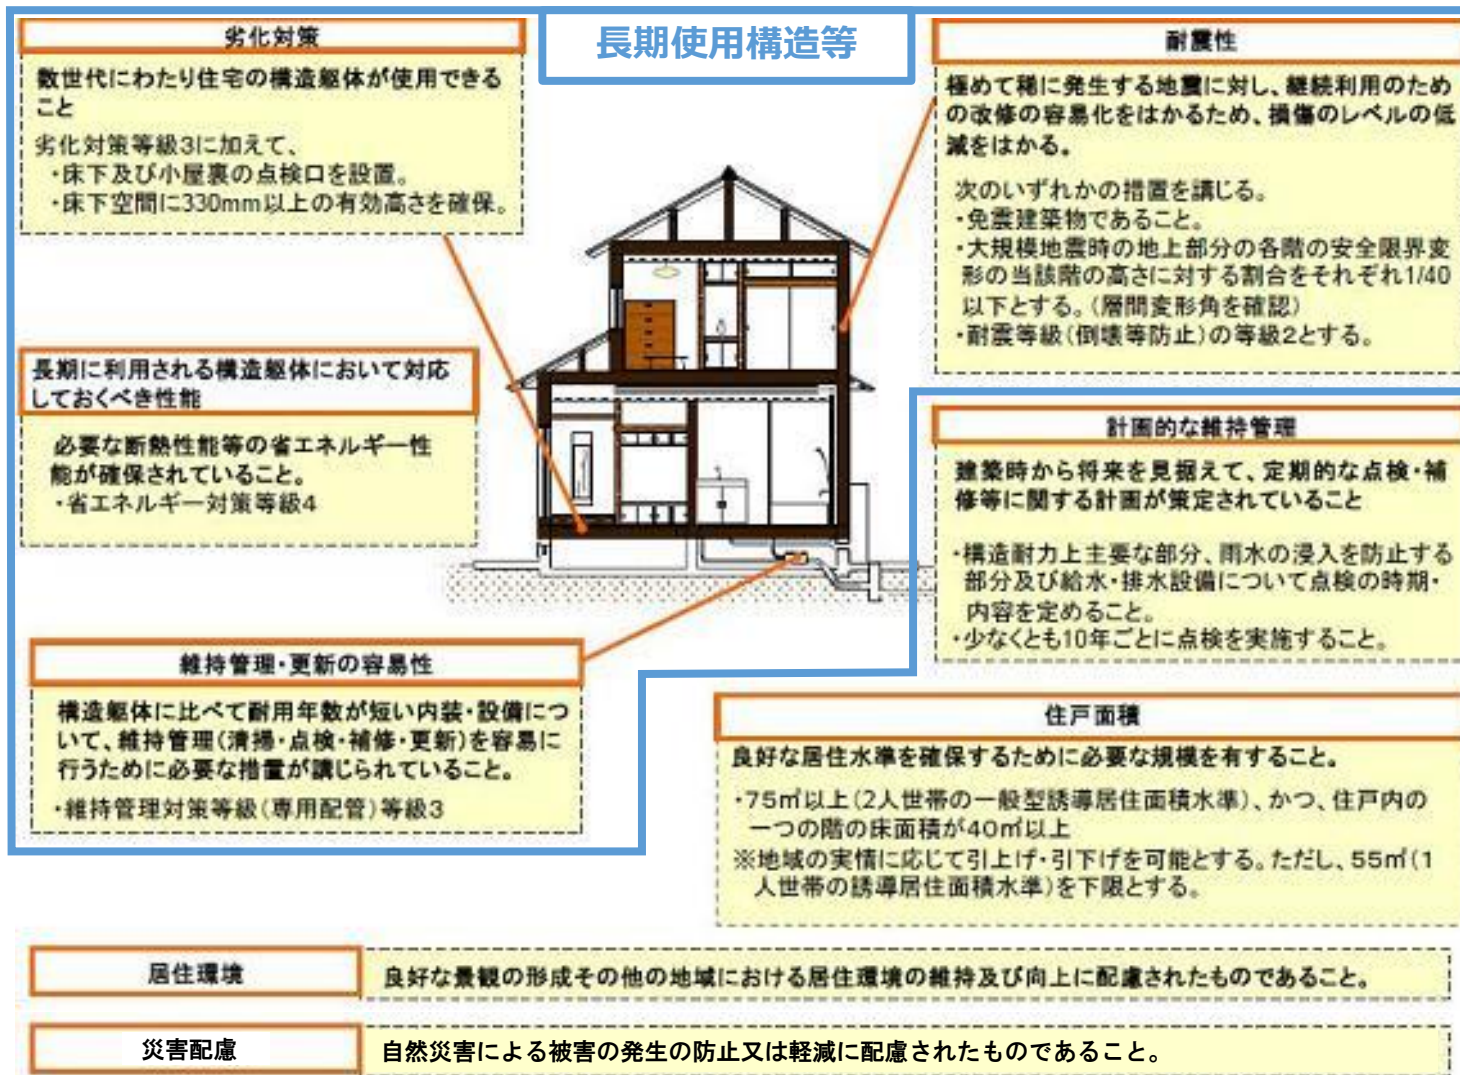 長期使用構造等
劣化対策
数世代にわたり住宅の構造躯体が使用できる
こと
劣化対策等級3に加えて、
・床下及び小屋裏の点検口を設置。
・床下空間に330mm以上の有効高さを確保。
耐震性
極めて稀に発生する地震に対し、継続利用のため
の改修の容易化をはかるため、損傷のレベルの低
減をはかる。
次のいずれかの措置を講じる。
・免震建築物であること。
・大規模地震時の地上部分の各階の安全限界変
形の当該階の高さに対する割合をそれぞれ1/40
以下とする。(層間変形角を確認)
・耐震等級(倒壊等防止)の等級2とする。
長期に利用される構造躯体において対応
しておくべき性能
必要な断熱性能等の省エネルギー性
能が確保されていること。
・省エネルギー対策等級4
計画的な維持管理
建築時から将来を見据えて、定期的な点検・補
修等に関する計画が策定されていること
・構造耐力上主要な部分、雨水の浸入を防止する
部分及び給水・排水設備について点検の時期・
内容を定めること。
・少なくとも10年ごとに点検を実施すること。
維持管理・更新の容易性
構造躯体に比べて耐用年数が短い内装・設備につ
いて、維持管理(清掃・点検・補修・更新)を容易に
行うために必要な措置が講じられていること。
・維持管理対策等級(専用配管)等級3
住戸面積
良好な居住水準を確保するために必要な規模を有すること。
・75㎡以上(2人世帯の一般型誘導居住面積水準)、かつ、住戸内の
一つの階の床面積が40㎡以上
※地域の実情に応じて引上げ・引下げを可能とする。ただし、55㎡(1
人世帯の誘導居住面積水準)を下限とする。
居住環境
良好な景観の形成その他の地域における居住環境の維持及び向上に配慮されたものであること。
災害配慮
自然災害による被害の発生の防止又は軽減に配慮されたものであること。